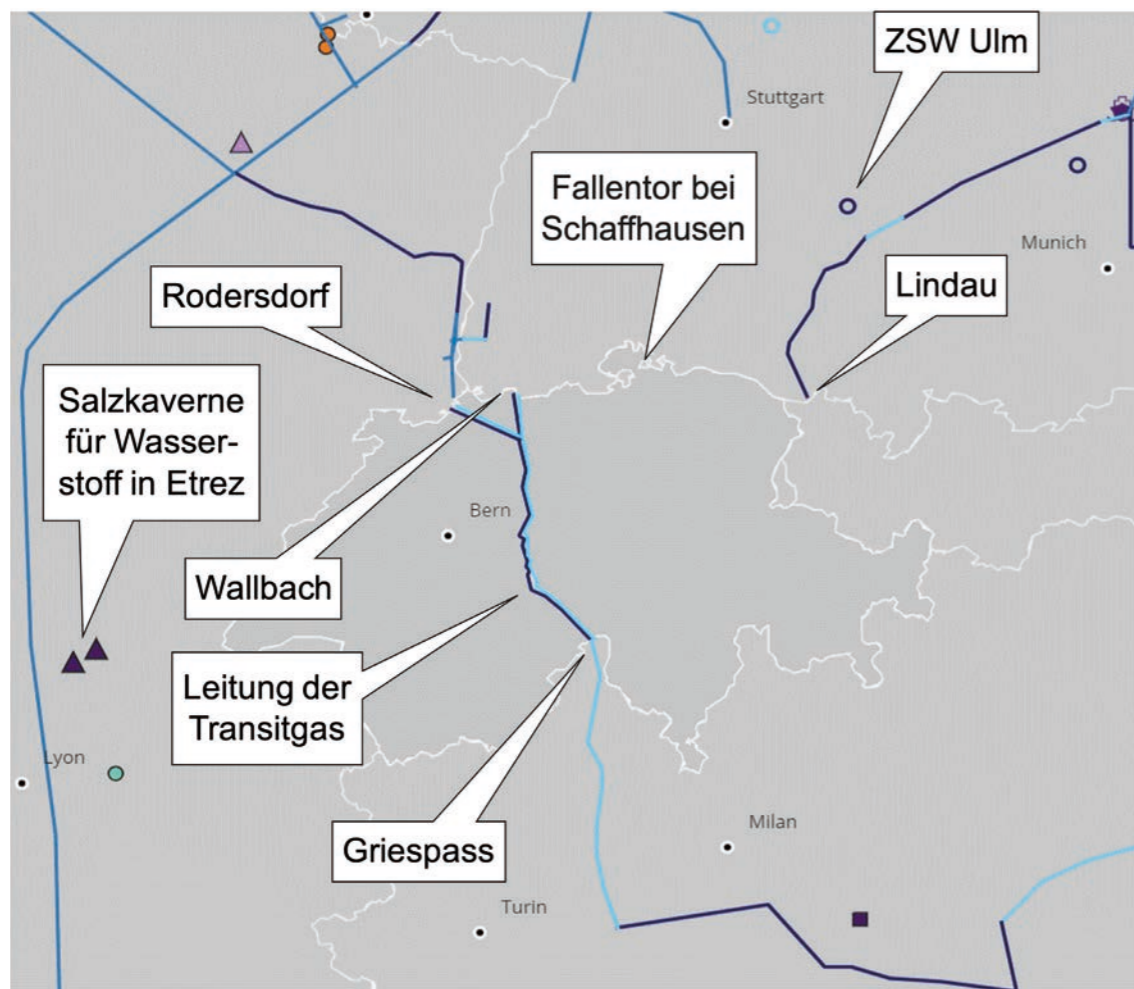 ZSW Ulm
Stuttgart
Fallentor bei
Schaffhausen
Munich
Lindau
Rodersdorf
Salzkaverne
für Wasser-
stoff in Etrez
Bern
Wallbach
Leitung der
Transitgas
Lyon
Griespass
Milan
Turin